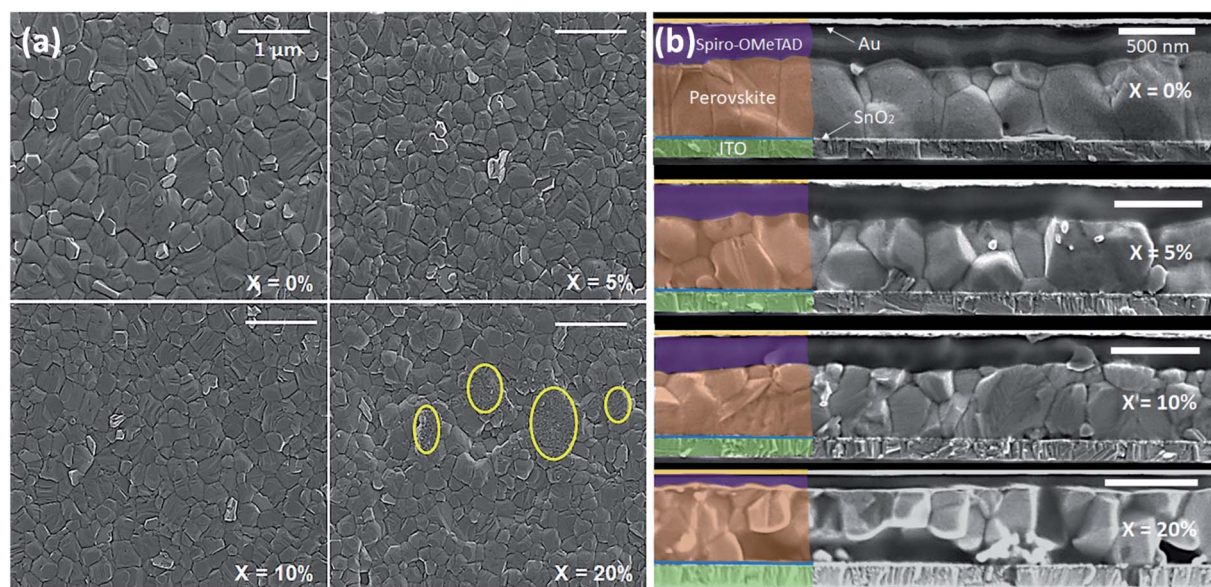 (a)
1 μm
X = 0%
X = 5%
X = 10%
X = 20%
(b)
Spiro-OMeTAD
Au
500 nm
Perovskite
X = 0%
SnO₂
ITO
X = 5%
X = 10%
X = 20%